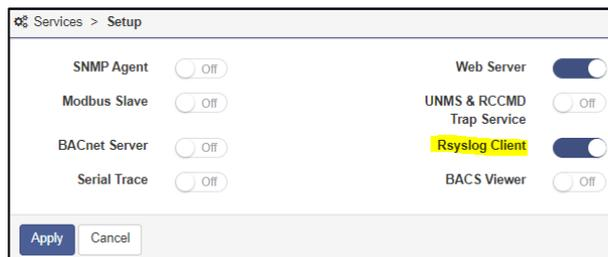 Services > Setup
SNMP Agent Off Web Server
Modbus Slave Off UNMS & RCCMD Trap Service Off
BACnet Server Off Rsyslog Client
Serial Trace Off BACS Viewer Off
Apply Cancel